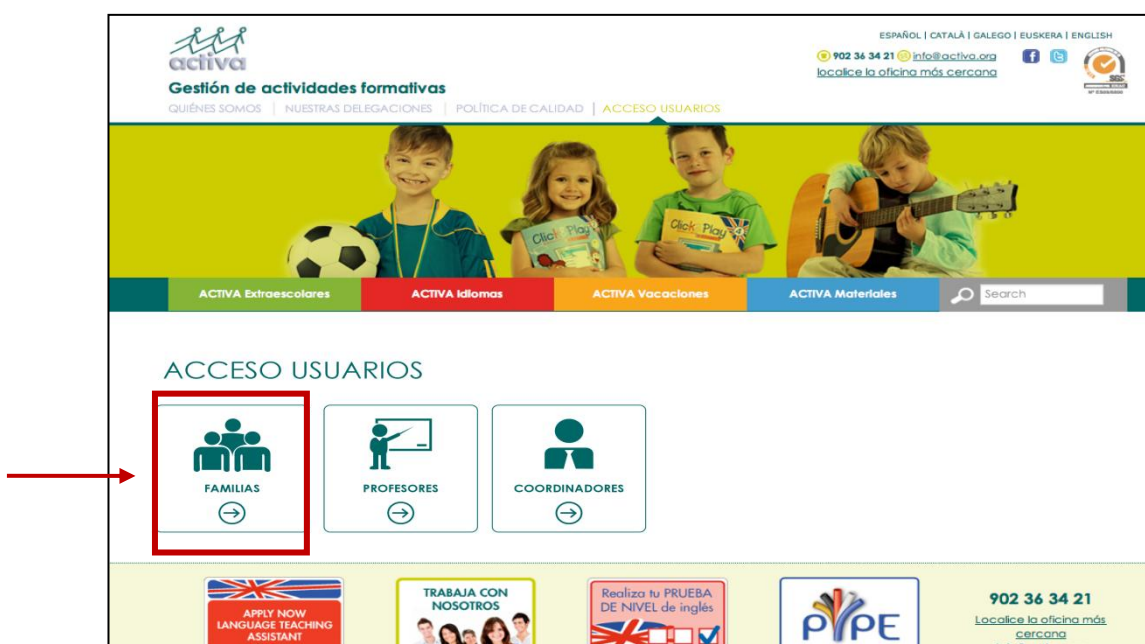 activa
ESPAÑOL | CATALÀ | GALEGO | EUSKERA | ENGLISH
902 36 34 21 info@activa.org
localice la oficina más cercana
SGS
Gestión de actividades formativas
QUIÉNES SOMOS | NUESTRAS DELEGACIONES | POLÍTICA DE CALIDAD | ACCESO USUARIOS
Click Play
Click Play
ACTIVA Extraescolares ACTIVA Idiomas ACTIVA Vacaciones ACTIVA Materiales Search
ACCESO USUARIOS
FAMILIAS PROFESORES COORDINADORES
APPLY NOW
LANGUAGE TEACHING
ASSISTANT
TRABAJA CON
NOSOTROS
Realiza tu PRUEBA
DE NIVEL de inglés
PYPE
902 36 34 21
Localice la oficina más
cercana